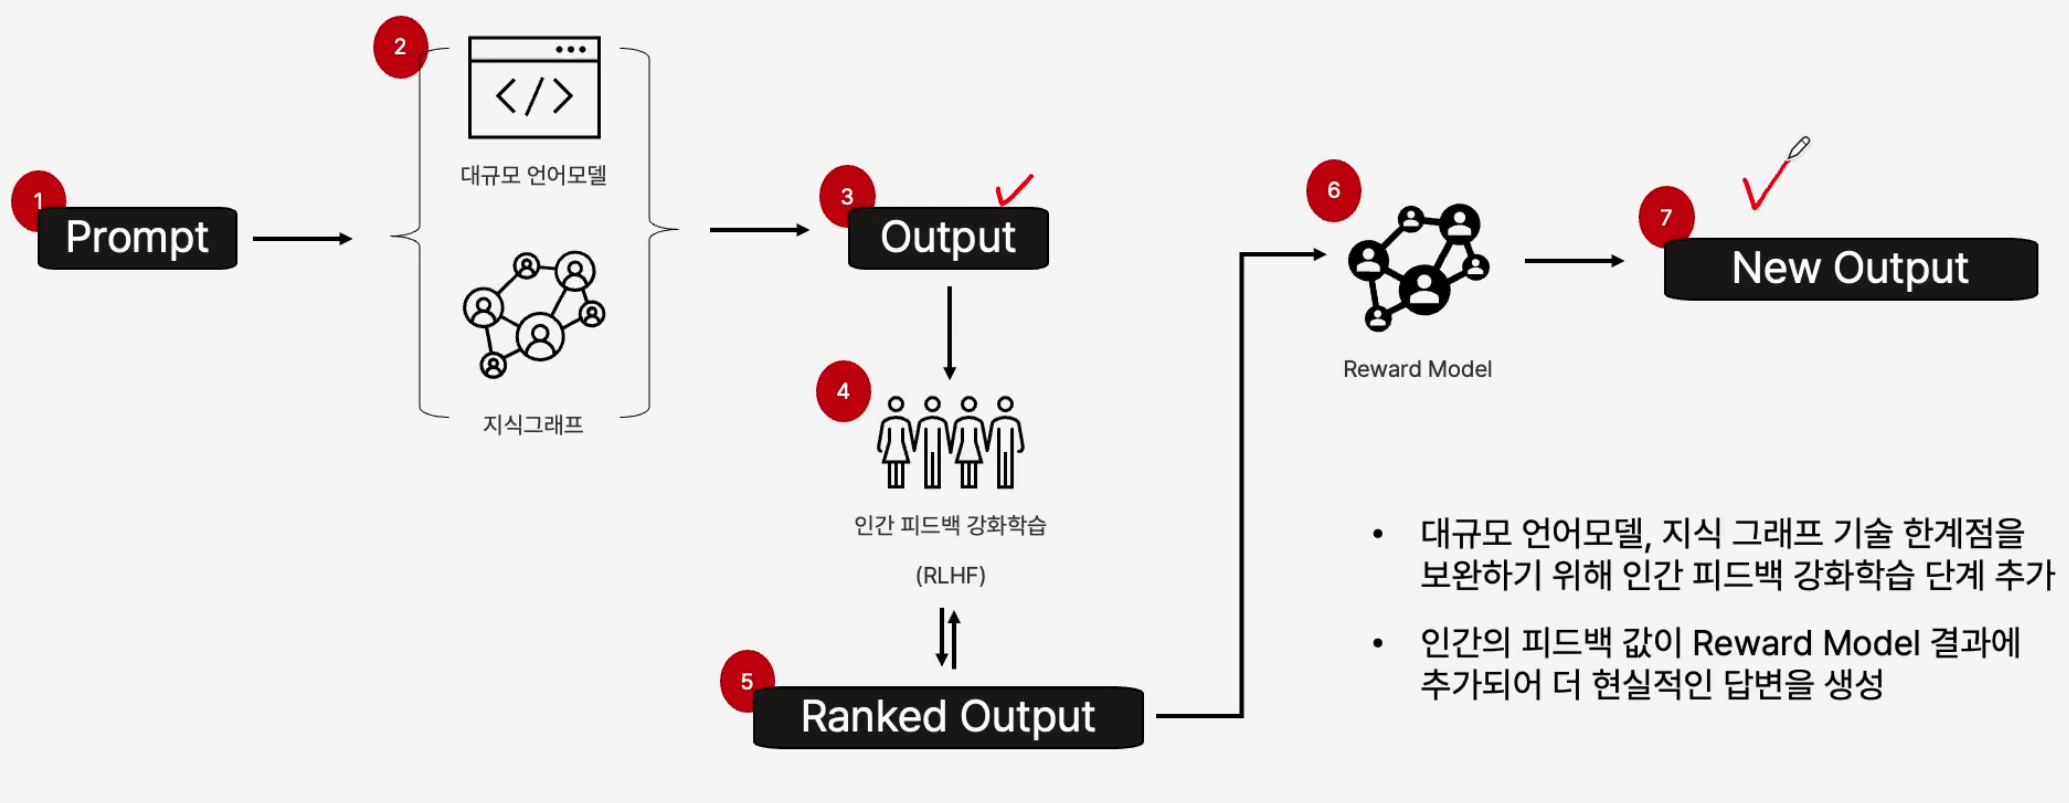 1
Prompt
2
</>
대규모 언어모델
지식그래프
3
Output
4
인간 피드백 강화학습
(RLHF)
5
Ranked Output
6
Reward Model
7
New Output
• 대규모 언어모델, 지식 그래프 기술 한계점을
보완하기 위해 인간 피드백 강화학습 단계 추가
• 인간의 피드백 값이 Reward Model 결과에
추가되어 더 현실적인 답변을 생성